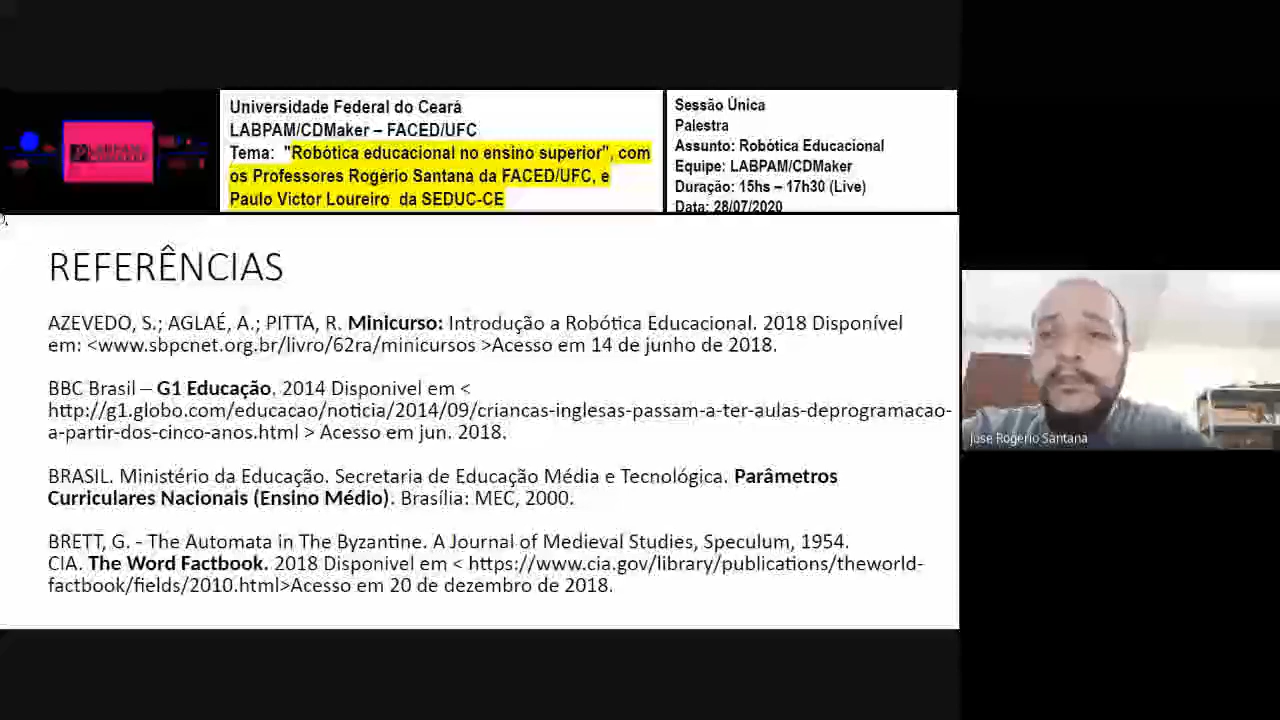 Universidade Federal do Ceará
LABPAM/CDMaker – FACED/UFC
Tema: "Robótica educacional no ensino superior", com
os Professores Rogério Santana da FACED/UFC, e
Paulo Victor Loureiro da SEDUC-CE
Sessão Única
Palestra
Assunto: Robótica Educacional
Equipe: LABPAM/CDMaker
Duração: 15hs – 17h30 (Live)
Data: 28/07/2020
REFERÊNCIAS
AZEVEDO, S.; AGLAÉ, A.; PITTA, R. Minicurso: Introdução a Robótica Educacional. 2018 Disponível
em: <www.sbpcnet.org.br/livro/62ra/minicursos >Acesso em 14 de junho de 2018.
BBC Brasil – G1 Educação. 2014 Disponivel em <
http://g1.globo.com/educacao/noticia/2014/09/criancas-inglesas-passam-a-ter-aulas-deprogramacao-
a-partir-dos-cinco-anos.html > Acesso em jun. 2018.
BRASIL. Ministério da Educação. Secretaria de Educação Média e Tecnológica. Parâmetros
Curriculares Nacionais (Ensino Médio). Brasília: MEC, 2000.
BRETT, G. - The Automata in The Byzantine. A Journal of Medieval Studies, Speculum, 1954.
CIA. The Word Factbook. 2018 Disponivel em < https://www.cia.gov/library/publications/theworld-
factbook/fields/2010.html>Acesso em 20 de dezembro de 2018.
Jose Rogerio Santana